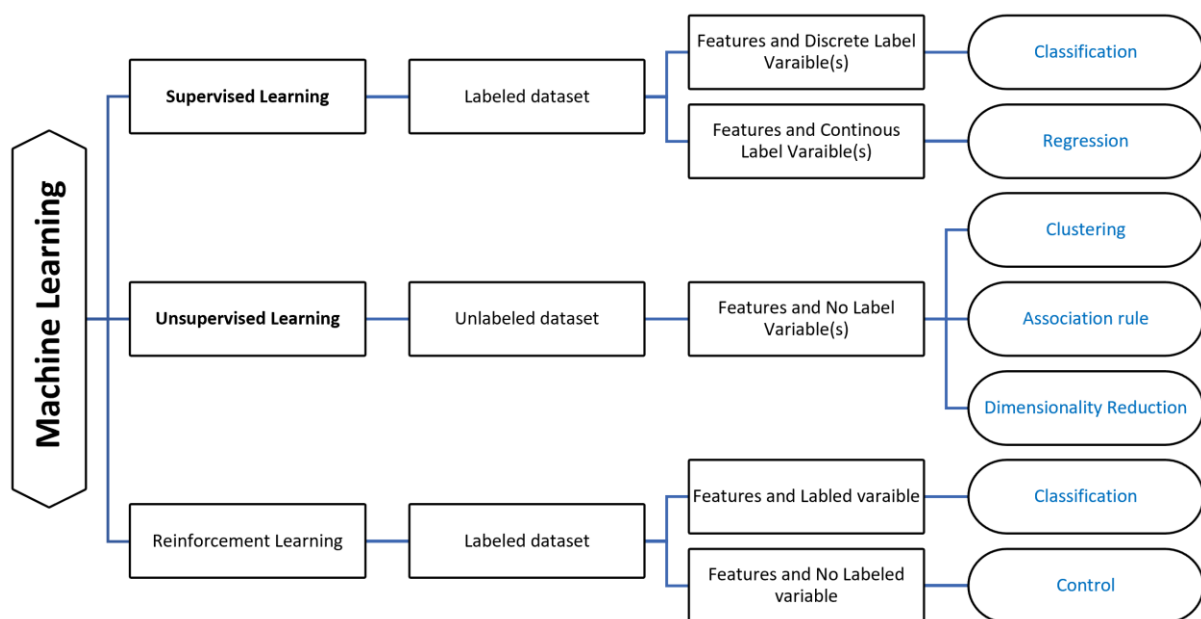 Machine Learning
Supervised Learning
Labeled dataset
Features and Discrete Label
Varaible(s)
Classification
Features and Continous
Label Varaible(s)
Regression
Unsupervised Learning
Unlabeled dataset
Features and No Label
Variable(s)
Clustering
Association rule
Dimensionality Reduction
Reinforcement Learning
Labeled dataset
Features and Labled varaible
Classification
Features and No Labeled
variable
Control